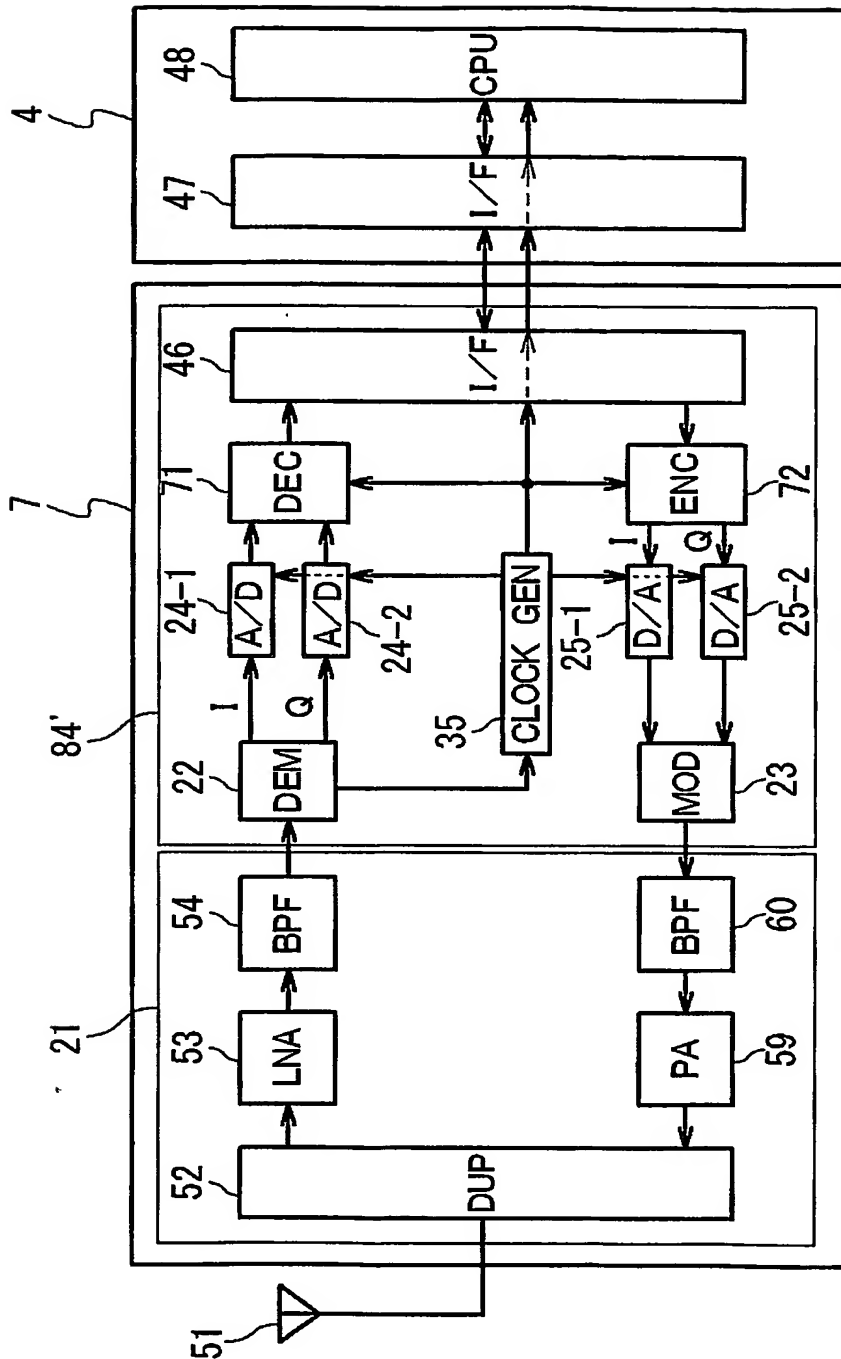 7
4
84'
21
51
52
DUP
53
LNA
54
BPF
22
DEM
I
Q
24-1
A/D
A/D
24-2
71
DEC
46
I/F
47
I/F
48
CPU
35
CLOCK GEN
25-1
D/A
D/A
25-2
I
Q
ENC
72
MOD
23
BPF
60
PA
59